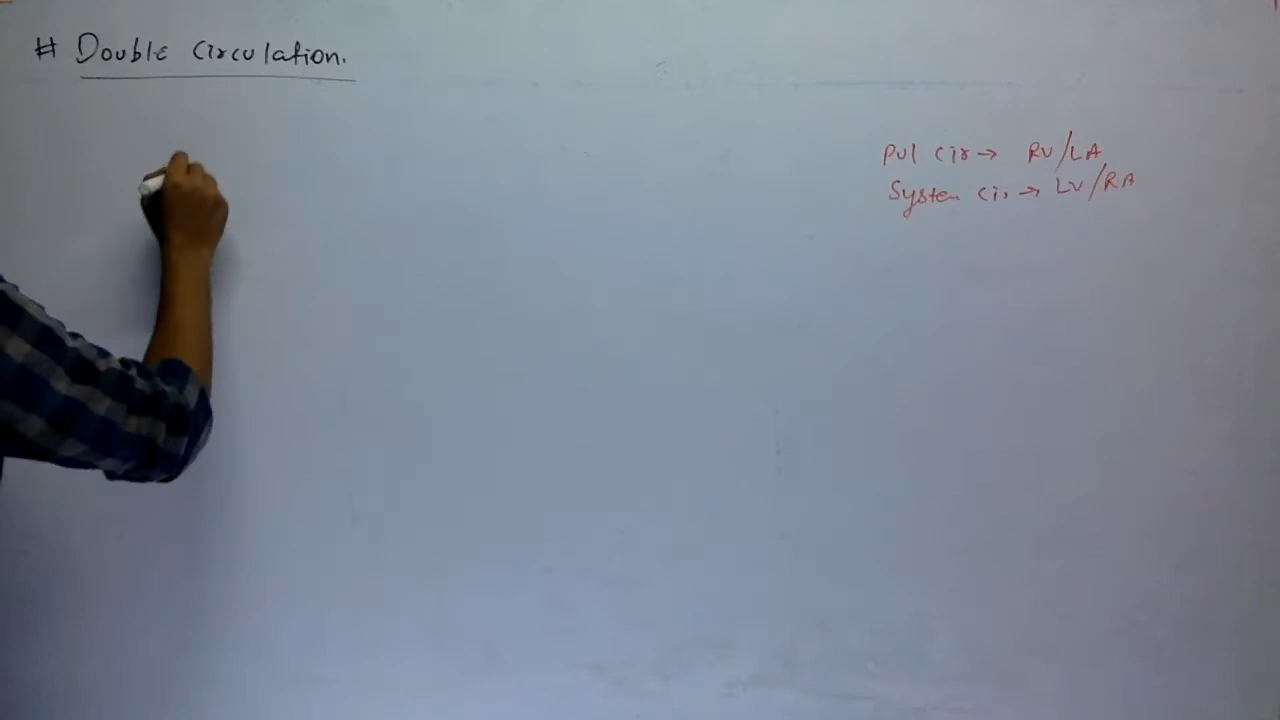 # Double Circulation.
Pul Cir → RV/LA
System Cir → LV/RA